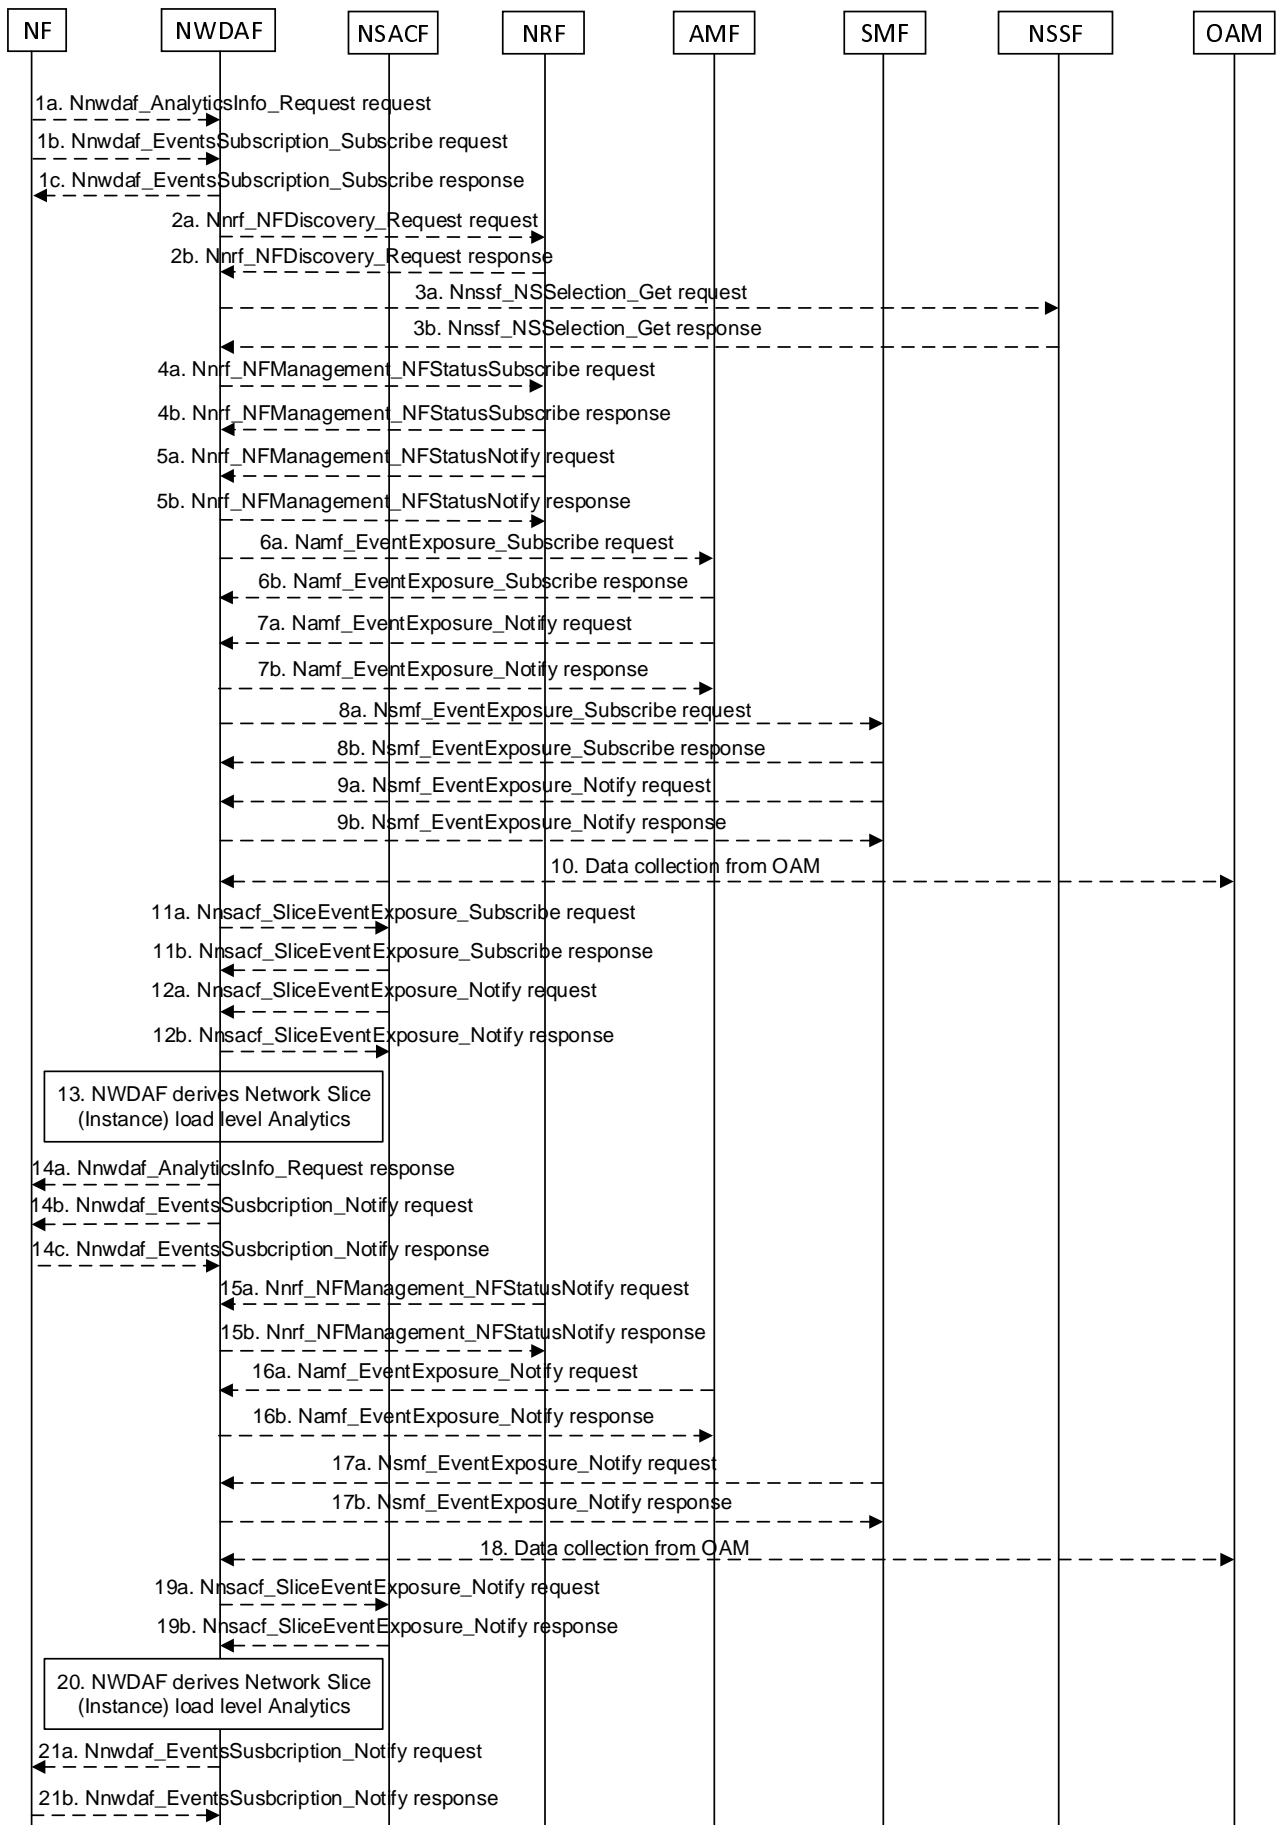 NF
NWDAF
NSACF
NRF
AMF
SMF
NSSF
OAM
1a. Nnwdaf_AnalyticsInfo_Request request
1b. Nnwdaf_EventsSubscription_Subscribe request
1c. Nnwdaf_EventsSubscription_Subscribe response
2a. Nnrf_NFDiscovery_Request request
2b. Nnrf_NFDiscovery_Request response
3a. Nnssf_NSSelection_Get request
3b. Nnssf_NSSelection_Get response
4a. Nnrf_NFManagement_NFStatusSubscribe request
4b. Nnrf_NFManagement_NFStatusSubscribe response
5a. Nnrf_NFManagement_NFStatusNotify request
5b. Nnrf_NFManagement_NFStatusNotify response
6a. Namf_EventExposure_Subscribe request
6b. Namf_EventExposure_Subscribe response
7a. Namf_EventExposure_Notify request
7b. Namf_EventExposure_Notify response
8a. Nsmf_EventExposure_Subscribe request
8b. Nsmf_EventExposure_Subscribe response
9a. Nsmf_EventExposure_Notify request
9b. Nsmf_EventExposure_Notify response
10. Data collection from OAM
11a. Nnsacf_SliceEventExposure_Subscribe request
11b. Nnsacf_SliceEventExposure_Subscribe response
12a. Nnsacf_SliceEventExposure_Notify request
12b. Nnsacf_SliceEventExposure_Notify response
13. NWDAF derives Network Slice
(Instance) load level Analytics
14a. Nnwdaf_AnalyticsInfo_Request response
14b. Nnwdaf_EventsSusbcription_Notify request
14c. Nnwdaf_EventsSusbcription_Notify response
15a. Nnrf_NFManagement_NFStatusNotify request
15b. Nnrf_NFManagement_NFStatusNotify response
16a. Namf_EventExposure_Notify request
16b. Namf_EventExposure_Notify response
17a. Nsmf_EventExposure_Notify request
17b. Nsmf_EventExposure_Notify response
18. Data collection from OAM
19a. Nnsacf_SliceEventExposure_Notify request
19b. Nnsacf_SliceEventExposure_Notify response
20. NWDAF derives Network Slice
(Instance) load level Analytics
21a. Nnwdaf_EventsSusbcription_Notify request
21b. Nnwdaf_EventsSusbcription_Notify response